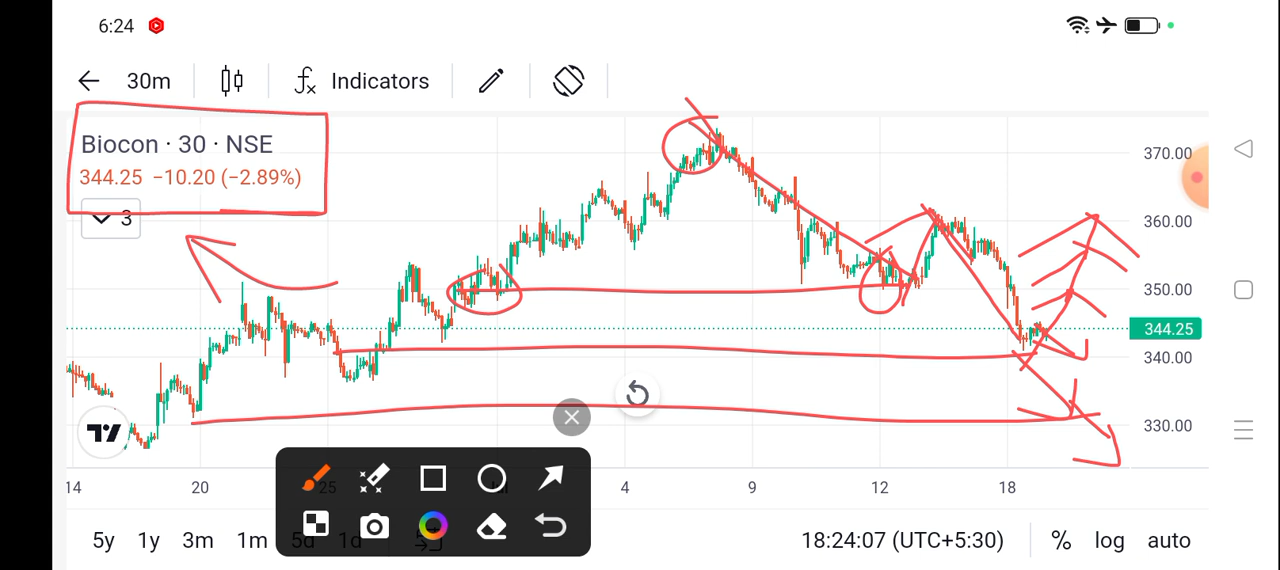 6:24
30m
Indicators
Biocon · 30 · NSE
344.25 −10.20 (−2.89%)
3
370.00
360.00
350.00
344.25
340.00
330.00
14 20 25 4 9 12 18
5y 1y 3m 1m 5d 1d 18:24:07 (UTC+5:30) % log auto